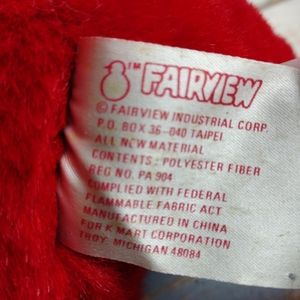 ™ FAIRVIEW
© FAIRVIEW INDUSTRIAL CORP.
P.O. BOX 36-040 TAIPEI
ALL NEW MATERIAL
CONTENTS: POLYESTER FIBER
REG. NO. PA 904
COMPLIED WITH FEDERAL
FLAMMABLE FABRIC ACT
MANUFACTURED IN CHINA
FOR K MART CORPORATION
TROY, MICHIGAN 48084